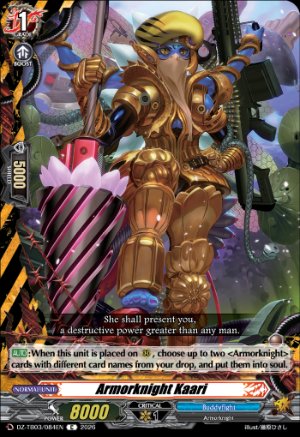 1
GRADE
BOOST
5000
SHIELD
She shall present you,
a destructive power greater than any man.
AUTO:When this unit is placed on , choose up to two <Armorknight>
cards with different card names from your drop, and put them into soul.
Armorknight Kaari
NORMAL UNIT
POWER 8000
CRITICAL
1
Buddyfight
Armorknight
DZ-TB03/084EN C 2026